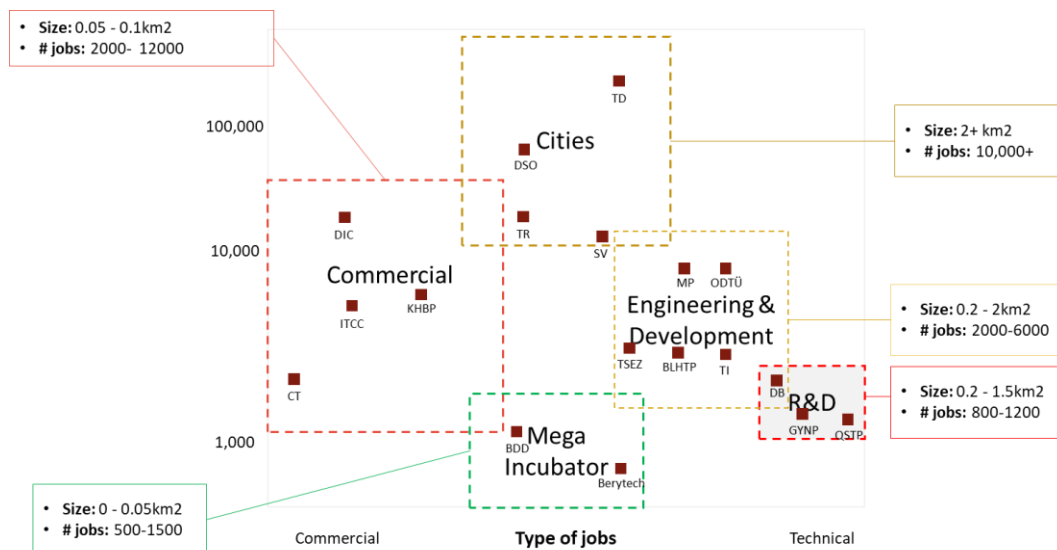 • Size: 0.05 - 0.1km2
• # jobs: 2000- 12000
100,000
10,000
1,000
TD
Cities
DSO
TR
SV
• Size: 2+ km2
• # jobs: 10,000+
DIC
Commercial
KHBP
ITCC
CT
MP
ODTÜ
Engineering &
Development
TSEZ
BLHTP
TI
• Size: 0.2 - 2km2
• # jobs: 2000-6000
DB
R&D
GYNP
QSTP
• Size: 0.2 - 1.5km2
• # jobs: 800-1200
BDD
Mega
Incubator
Berytech
• Size: 0 - 0.05km2
• # jobs: 500-1500
Commercial
Type of jobs
Technical